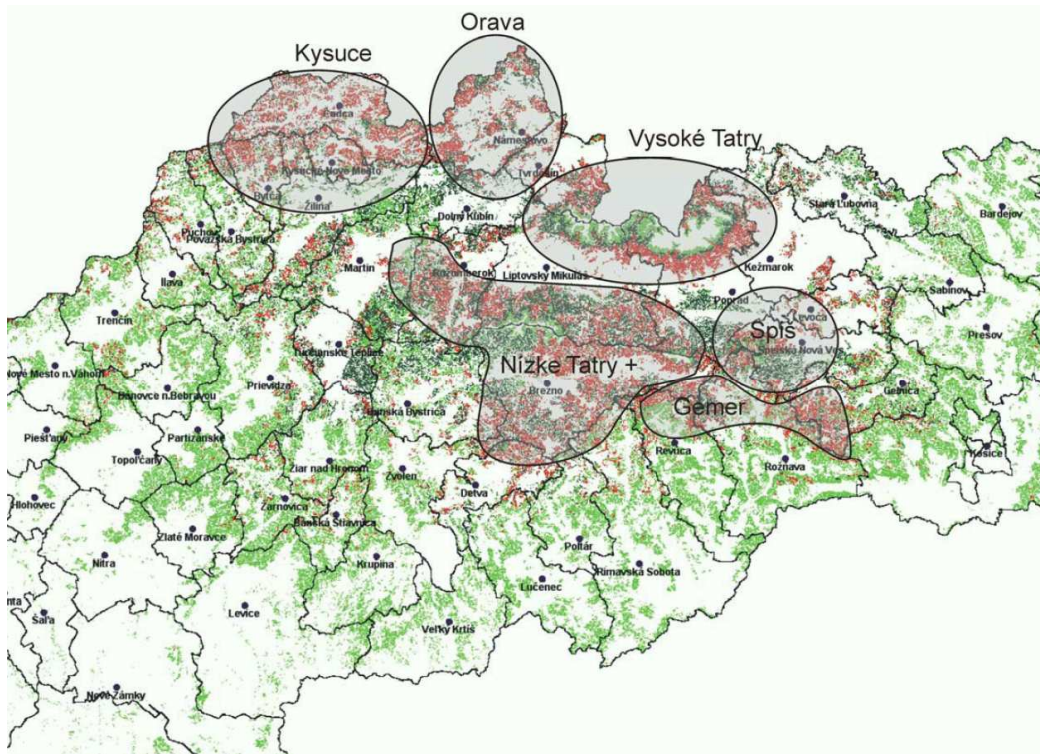 Orava
Kysuce
Vysoké Tatry
Čadca
Námestovo
Kysucké Nové Mesto
Tvrdošín
Bytča
Žilina
Stará Ľubovňa
Bardejov
Dolný Kubín
Púchov
Považská Bystrica
Martin
Ružomberok
Liptovský Mikuláš
Kežmarok
Ilava
Poprad
Sabinov
Levoča
Trenčín
Spiš
Prešov
Spišská Nová Ves
Turčianske Teplice
Nízke Tatry +
Nové Mesto n.Váhom
Prievidza
Brezno
Bánovce n.Bebravou
Gelnica
Banská Bystrica
Gemer
Piešťany
Partizánske
Revúca
Košice
Topoľčany
Žiar nad Hronom
Zvolen
Rožňava
Detva
Hlohovec
Žarnovica
Banská Štiavnica
Zlaté Moravce
Poltár
Nitra
Krupina
Rimavská Sobota
Lučenec
nta
Šaľa
Levice
Veľký Krtíš
Nové Zámky